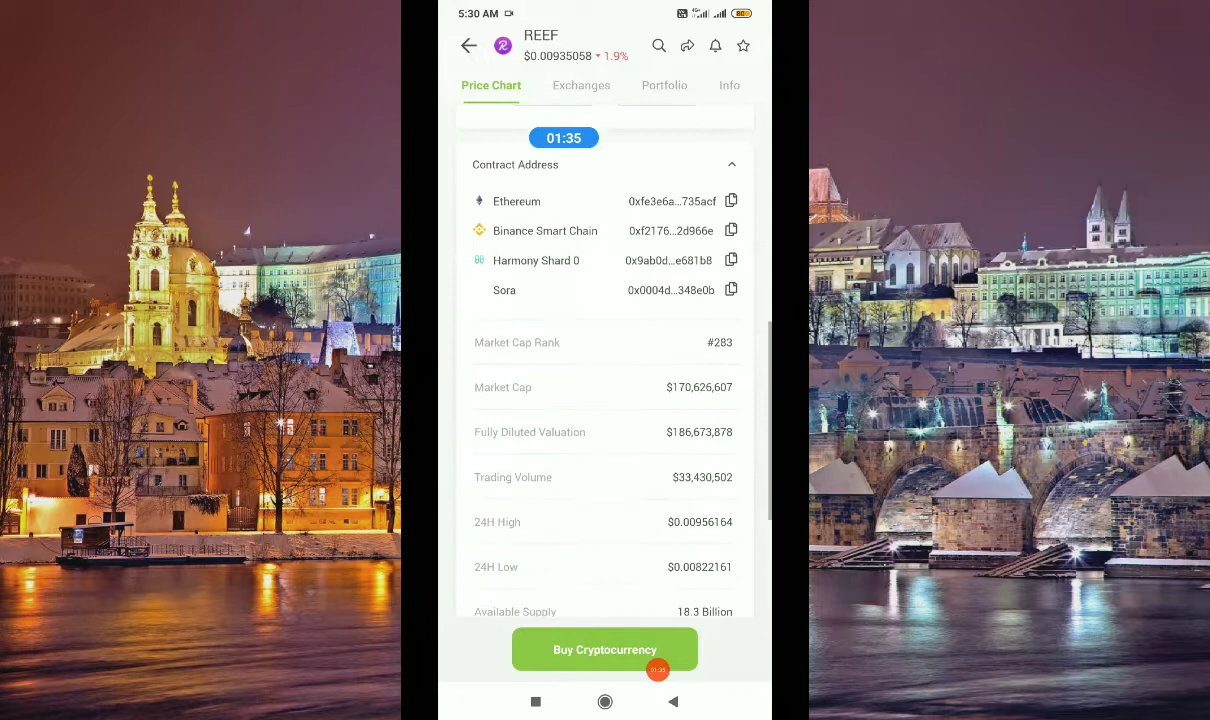 5:30 AM
REEF
$0.00935058 1.9%
Price Chart Exchanges Portfolio Info
01:35
Contract Address
Ethereum 0xfe3e6a...735acf
Binance Smart Chain 0xf2176...2d966e
Harmony Shard 0 0x9ab0d...e681b8
Sora 0x0004d...348e0b
Market Cap Rank #283
Market Cap $170,626,607
Fully Diluted Valuation $186,673,878
Trading Volume $33,430,502
24H High $0.00956164
24H Low $0.00822161
Available Supply 18.3 Billion
Buy Cryptocurrency